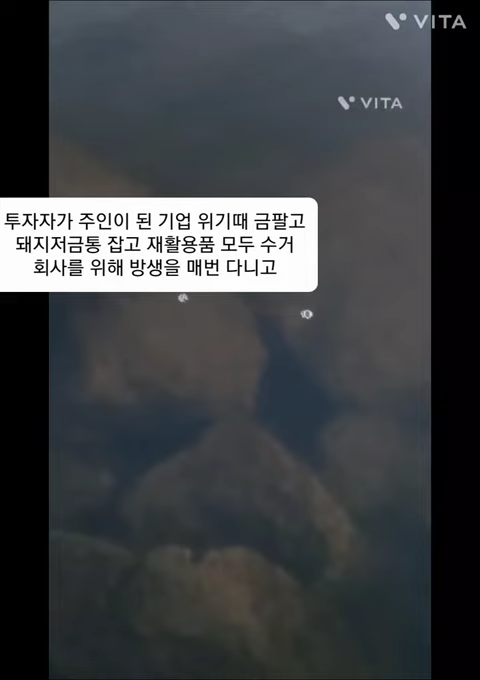 VITA
VITA
투자자가 주인이 된 기업 위기때 금팔고
돼지저금통 잡고 재활용품 모두 수거
회사를 위해 방생을 매번 다니고